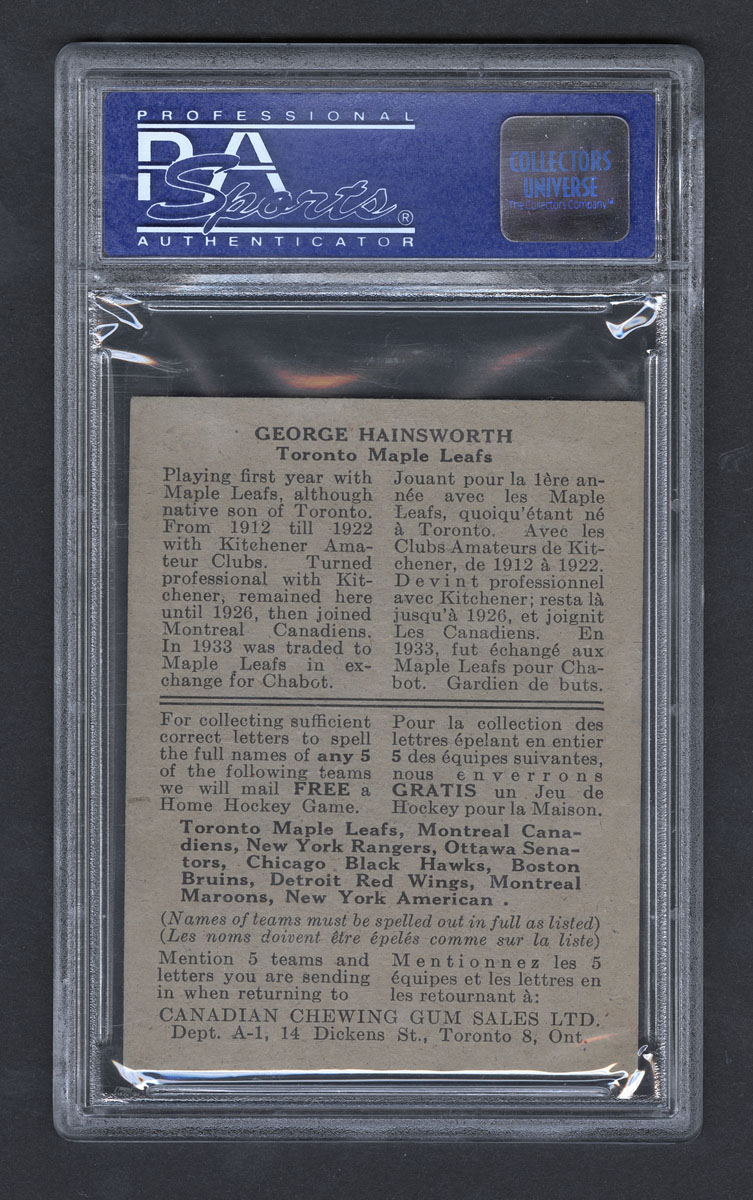 PROFESSIONAL
PSA
Sports®
AUTHENTICATOR
COLLECTORS
UNIVERSE
The Collectors Company™
GEORGE HAINSWORTH
Toronto Maple Leafs
Playing first year with
Maple Leafs, although
native son of Toronto.
From 1912 till 1922
with Kitchener Ama-
teur Clubs. Turned
professional with Kit-
chener, remained here
until 1926, then joined
Montreal Canadiens.
In 1933 was traded to
Maple Leafs in ex-
change for Chabot.
Jouant pour la 1ère an-
née avec les Maple
Leafs, quoiqu'étant né
à Toronto. Avec les
Clubs Amateurs de Kit-
chener, de 1912 à 1922.
Devint professionnel
avec Kitchener; resta là
jusqu'à 1926, et joignit
Les Canadiens. En
1933, fut échangé aux
Maple Leafs pour Cha-
bot. Gardien de buts.
For collecting sufficient
correct letters to spell
the full names of any 5
of the following teams
we will mail FREE a
Home Hockey Game.
Pour la collection des
lettres épelant en entier
5 des équipes suivantes,
nous enverrons
GRATIS un Jeu de
Hockey pour la Maison.
Toronto Maple Leafs, Montreal Cana-
diens, New York Rangers, Ottawa Sena-
tors, Chicago Black Hawks, Boston
Bruins, Detroit Red Wings, Montreal
Maroons, New York American .
(Names of teams must be spelled out in full as listed)
(Les noms doivent être épelés comme sur la liste)
Mention 5 teams and
letters you are sending
in when returning to
Mentionnez les 5
équipes et les lettres en
les retournant à:
CANADIAN CHEWING GUM SALES LTD.
Dept. A-1, 14 Dickens St., Toronto 8, Ont.